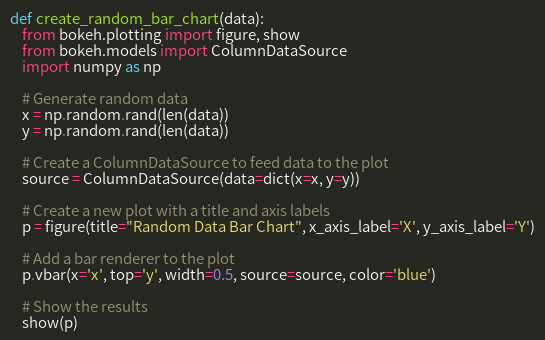 def create_random_bar_chart(data):
from bokeh.plotting import figure, show
from bokeh.models import ColumnDataSource
import numpy as np
# Generate random data
x = np.random.rand(len(data))
y = np.random.rand(len(data))
# Create a ColumnDataSource to feed data to the plot
source = ColumnDataSource(data=dict(x=x, y=y))
# Create a new plot with a title and axis labels
p = figure(title="Random Data Bar Chart", x_axis_label='X', y_axis_label='Y')
# Add a bar renderer to the plot
p.vbar(x='x', top='y', width=0.5, source=source, color='blue')
# Show the results
show(p)